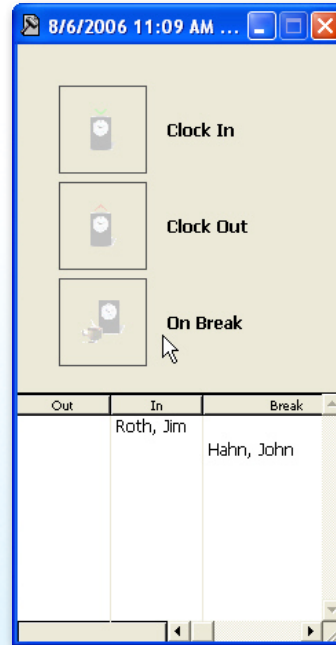 8/6/2006 11:09 AM ...
Clock In
Clock Out
On Break
Out In Break
Roth, Jim
Hahn, John